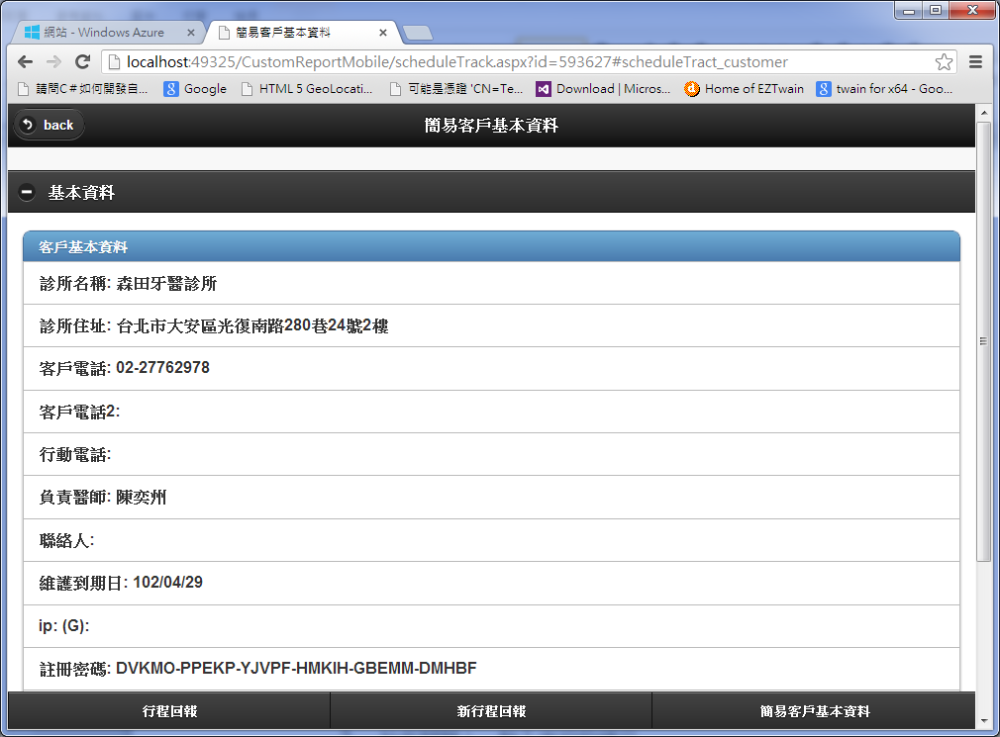 網站 - Windows Azure
簡易客戶基本資料
localhost:49325/CustomReportMobile/scheduleTrack.aspx?id=593627#scheduleTract_customer
請問C#如何開發自... Google HTML 5 GeoLocati... 可能是憑證 'CN=Te... Download | Micros... Home of EZTwain twain for x64 - Goo...
back
簡易客戶基本資料
基本資料
客戶基本資料
診所名稱: 森田牙醫診所
診所住址: 台北市大安區光復南路280巷24號2樓
客戶電話: 02-27762978
客戶電話2:
行動電話:
負責醫師: 陳奕州
聯絡人:
維護到期日: 102/04/29
ip: (G):
註冊密碼: DVKMO-PPEKP-YJVPF-HMKIH-GBEMM-DMHBF
行程回報 新行程回報 簡易客戶基本資料